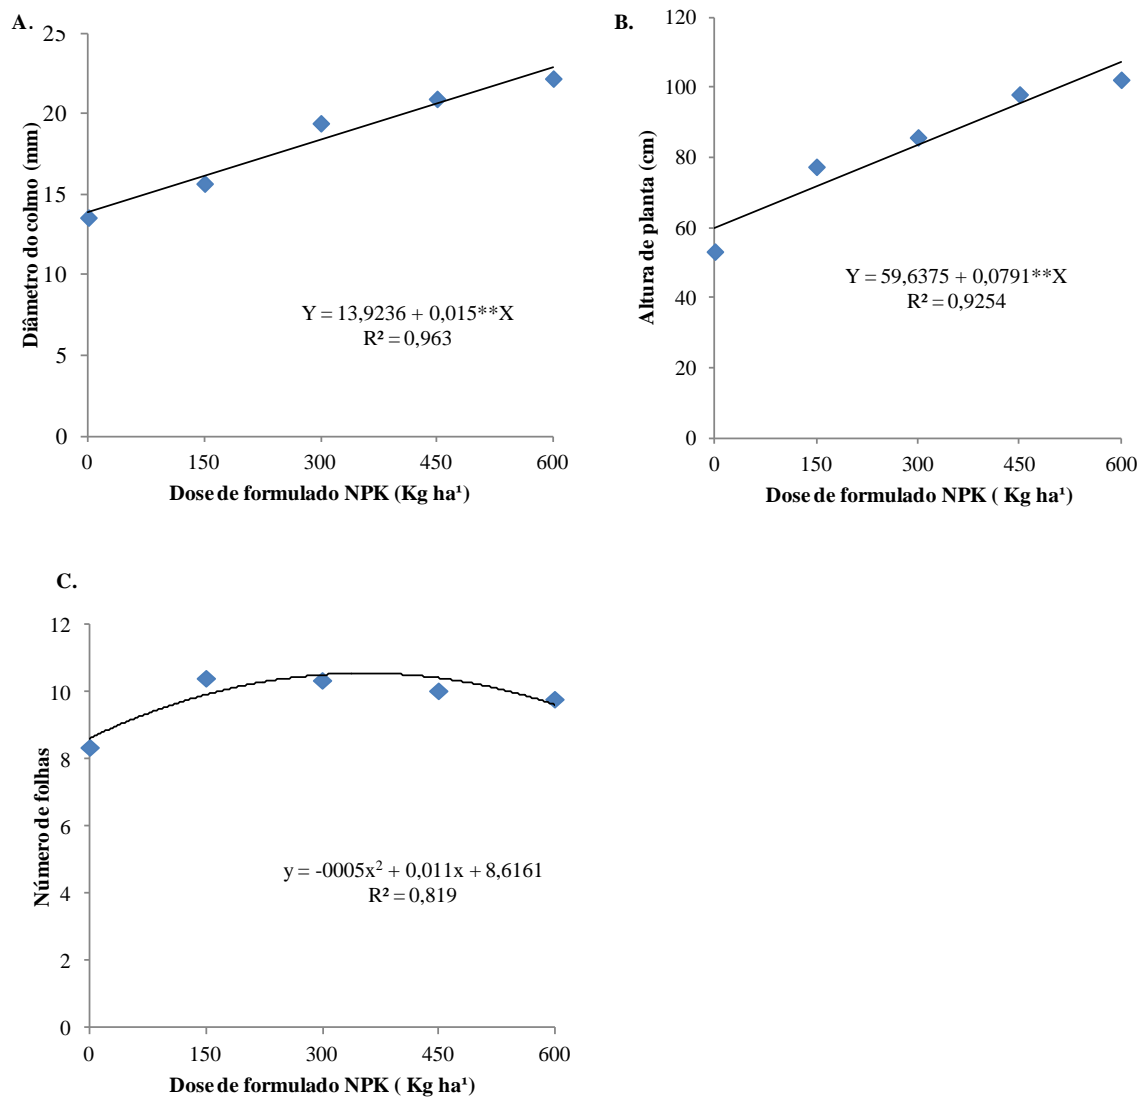 A.
25
20
15
10
5
0
Diâmetro do colmo (mm)
Y = 13,9236 + 0,015**X
R² = 0,963
0 150 300 450 600
Dose de formulado NPK (Kg ha¹)
B.
120
100
80
60
40
20
0
Altura de planta (cm)
Y = 59,6375 + 0,0791**X
R² = 0,9254
0 150 300 450 600
Dose de formulado NPK ( Kg ha¹)
C.
12
10
8
6
4
2
0
Número de folhas
y = -0005x² + 0,011x + 8,6161
R² = 0,819
0 150 300 450 600
Dose de formulado NPK ( Kg ha¹)